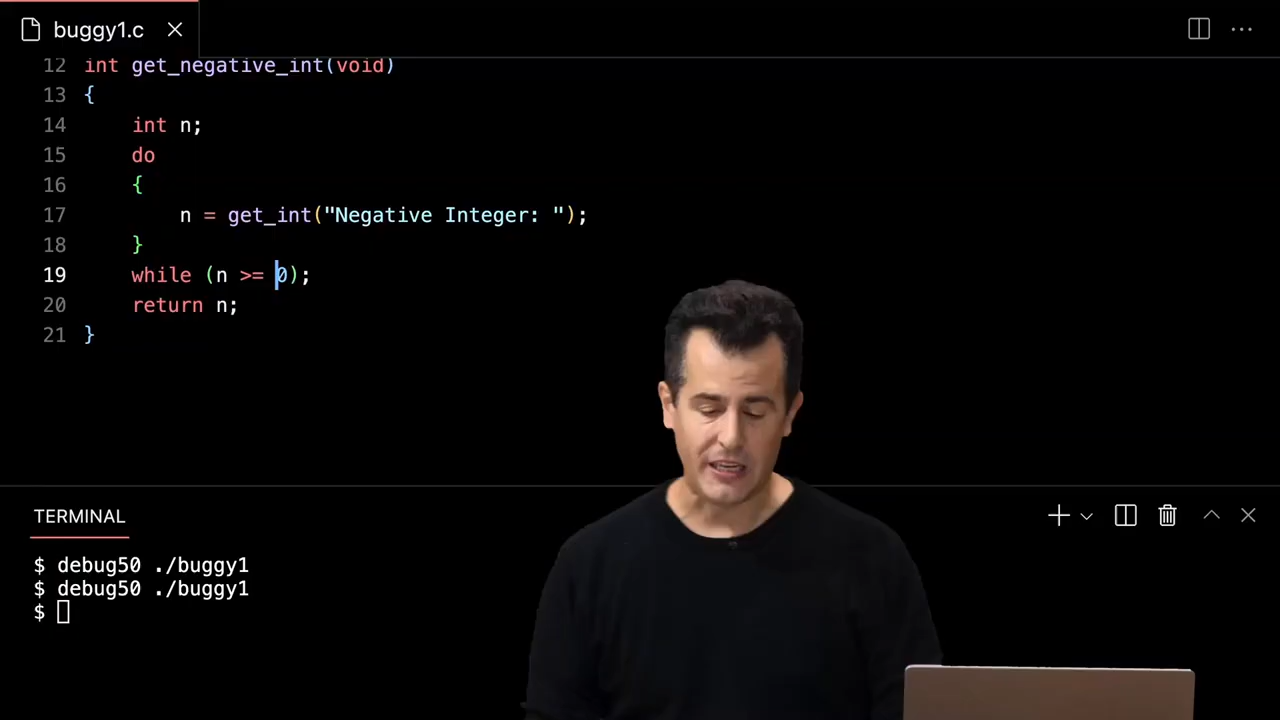 buggy1.c
12 int get_negative_int(void)
13 {
14     int n;
15     do
16     {
17         n = get_int("Negative Integer: ");
18     }
19     while (n >= 0);
20     return n;
21 }
TERMINAL
$ debug50 ./buggy1
$ debug50 ./buggy1
$